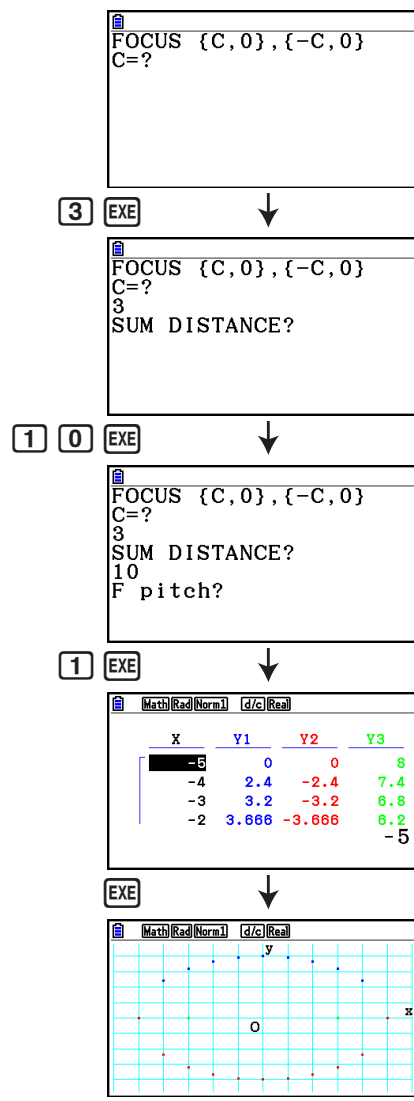 FOCUS {C,0},{-C,0}
C=?
3 EXE
FOCUS {C,0},{-C,0}
C=?
3
SUM DISTANCE?
1 0 EXE
FOCUS {C,0},{-C,0}
C=?
3
SUM DISTANCE?
10
F pitch?
1 EXE
Math Rad Norm1 d/c Real
X Y1 Y2 Y3
-5 0 0 8
-4 2.4 -2.4 7.4
-3 3.2 -3.2 6.8
-2 3.666 -3.666 6.2
-5
EXE
Math Rad Norm1 d/c Real
y
x
O